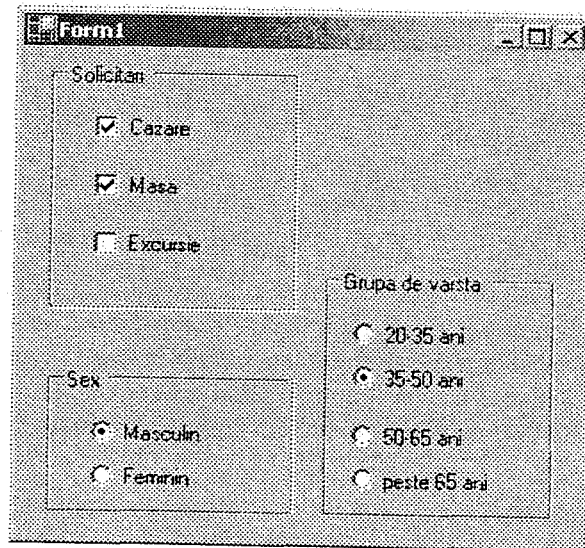 Form1
Solicitari
Cazare
Masa
Excursie
Grupa de varsta
20-35 ani
35-50 ani
50-65 ani
peste 65 ani
Sex
Masculin
Feminin